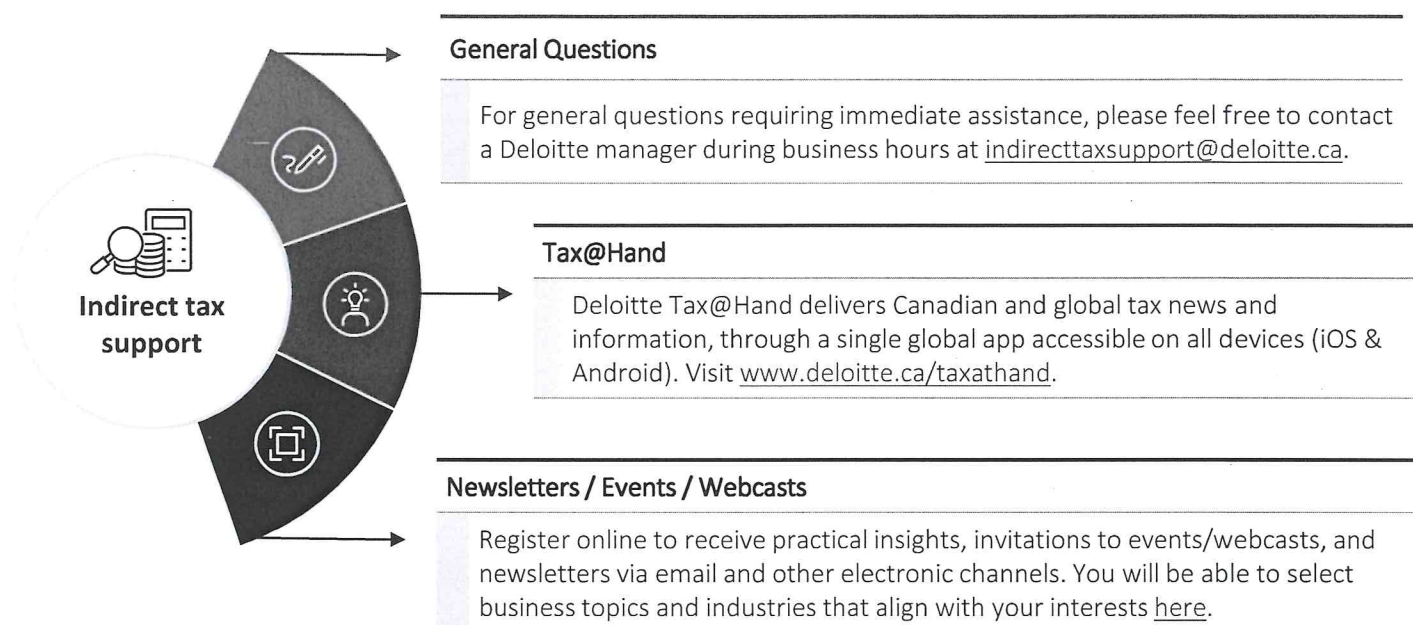 General Questions
For general questions requiring immediate assistance, please feel free to contact
a Deloitte manager during business hours at indirecttaxsupport@deloitte.ca.
Indirect tax
support
Tax@Hand
Deloitte Tax@Hand delivers Canadian and global tax news and
information, through a single global app accessible on all devices (iOS &
Android). Visit www.deloitte.ca/taxathand.
Newsletters / Events / Webcasts
Register online to receive practical insights, invitations to events/webcasts, and
newsletters via email and other electronic channels. You will be able to select
business topics and industries that align with your interests here.